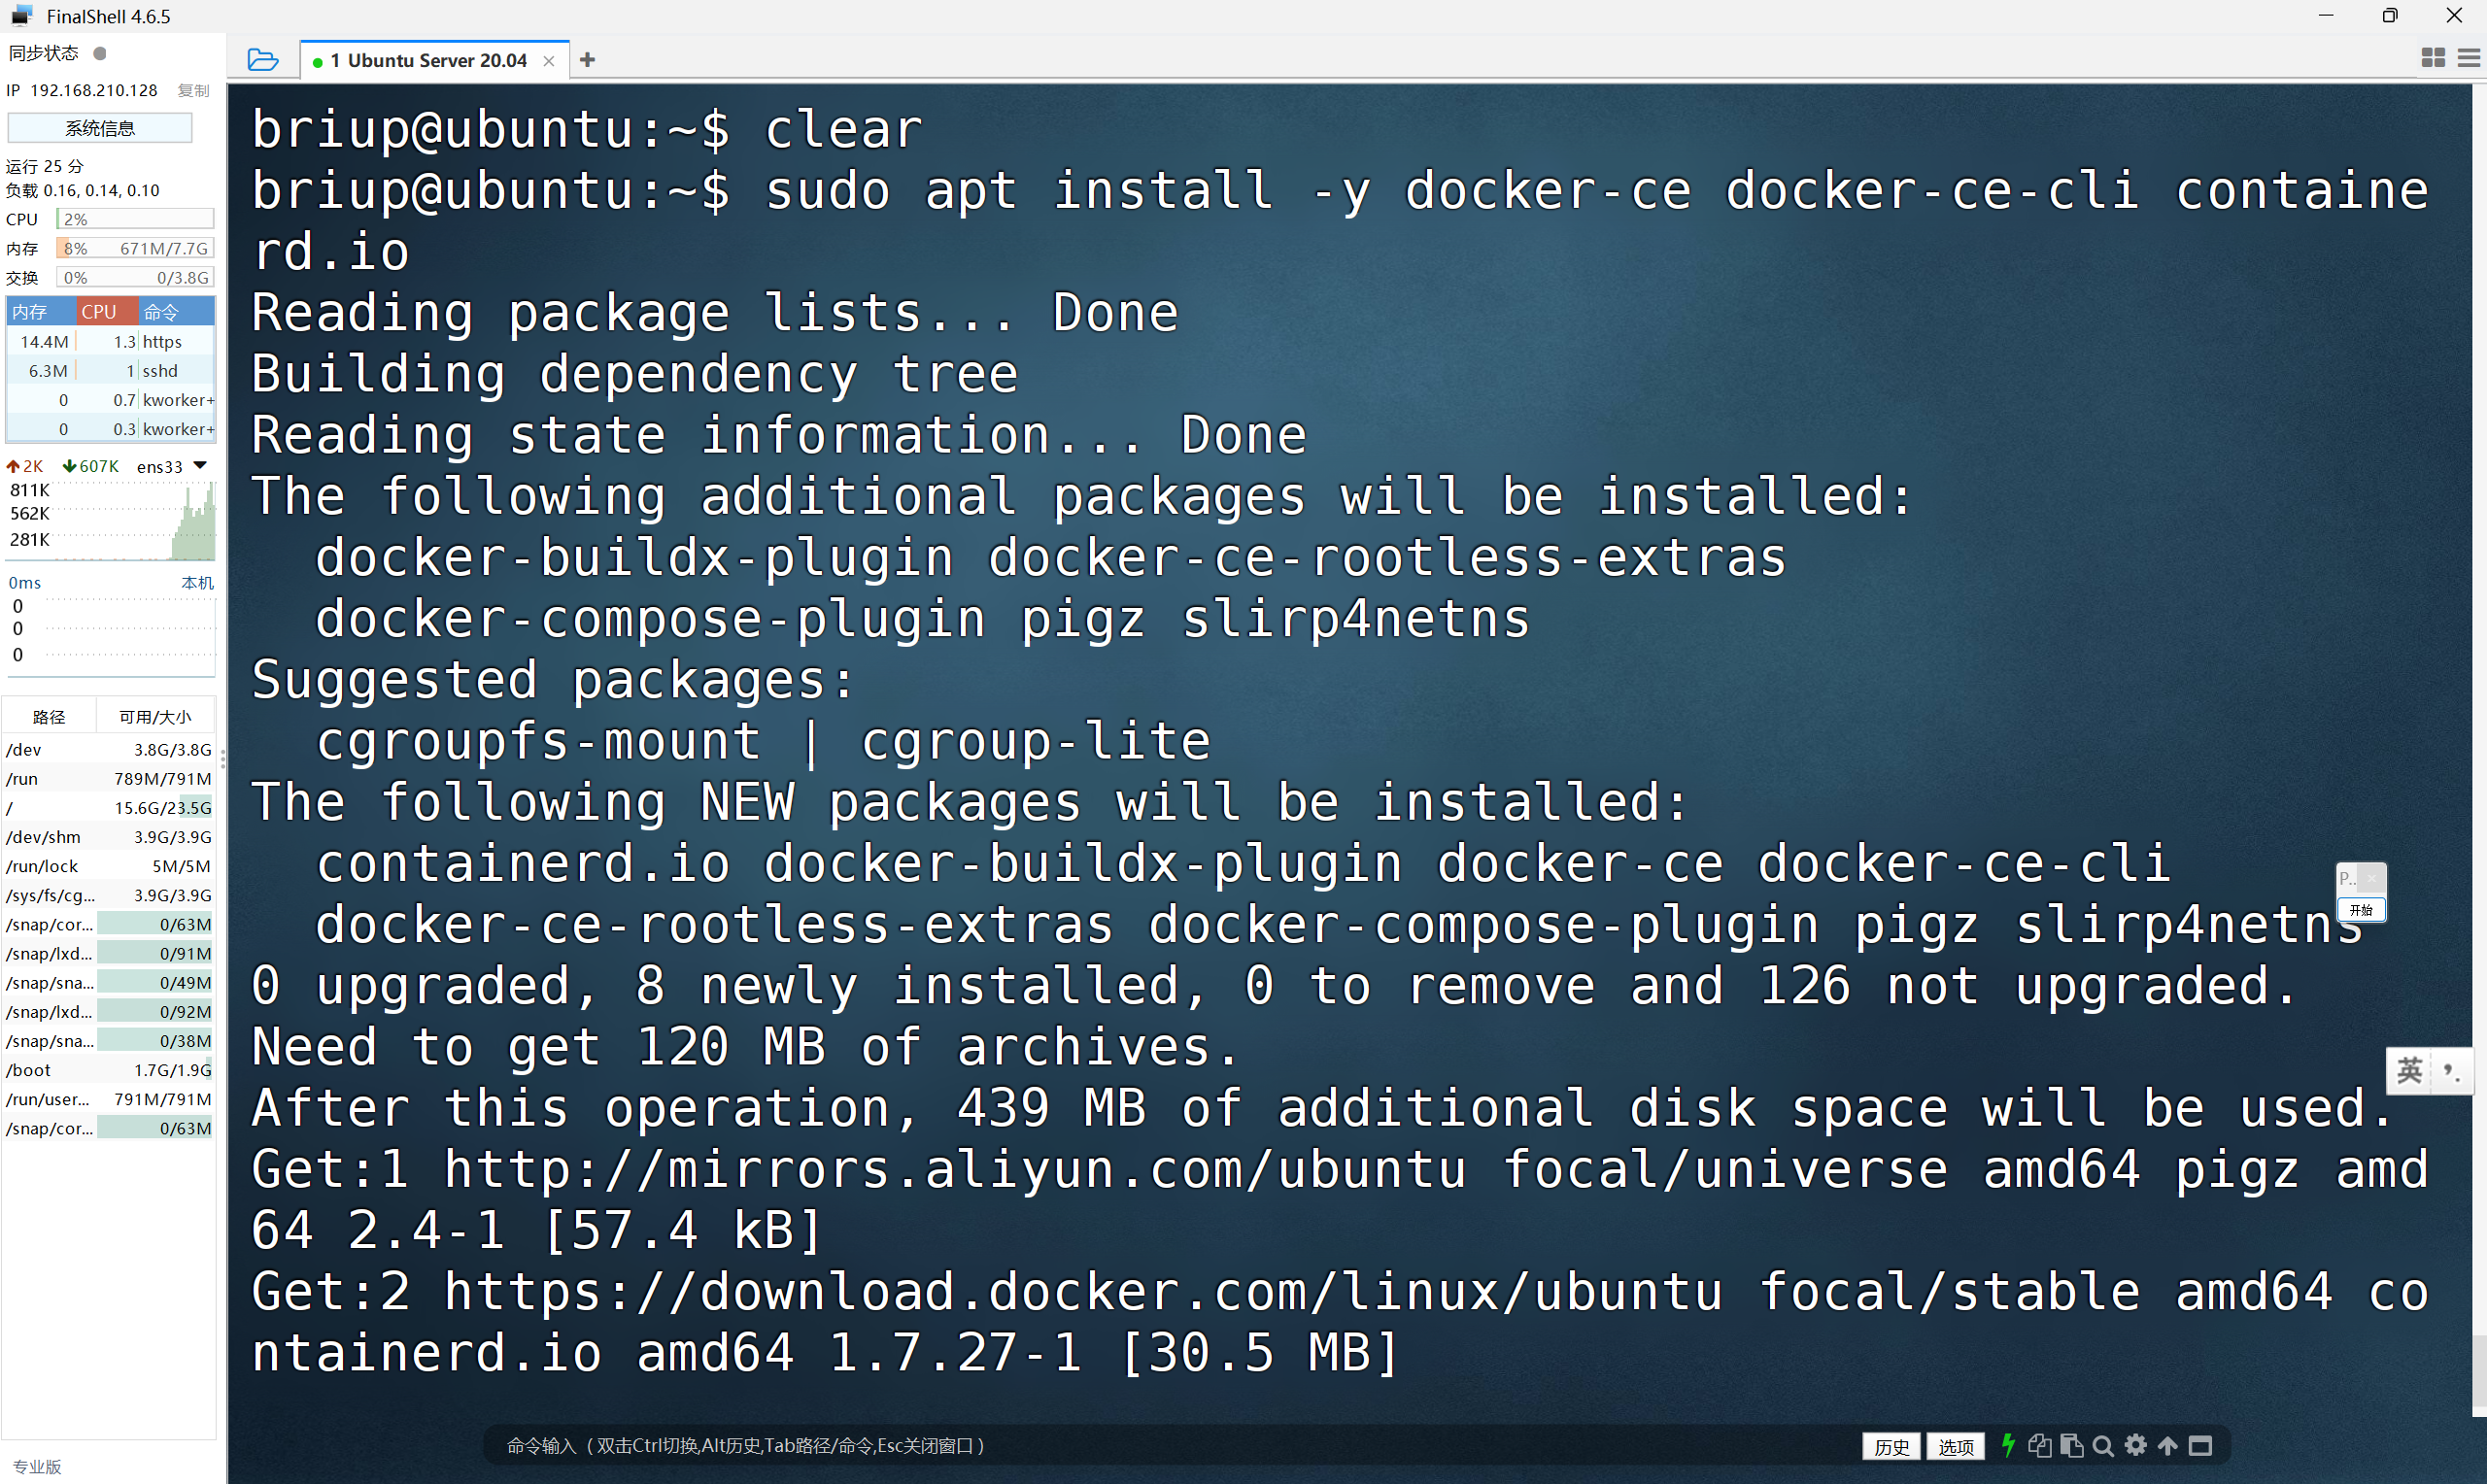 FinalShell 4.6.5
同步状态
IP 192.168.210.128 复制
系统信息
运行 25 分
负载 0.16, 0.14, 0.10
CPU 2%
内存 8% 671M/7.7G
交换 0% 0/3.8G
内存 CPU 命令
14.4M 1.3 https
6.3M 1 sshd
0 0.7 kworker+
0 0.3 kworker+
2K 607K ens33
811K
562K
281K
0ms 本机
0
0
0
路径 可用/大小
/dev 3.8G/3.8G
/run 789M/791M
/ 15.6G/23.5G
/dev/shm 3.9G/3.9G
/run/lock 5M/5M
/sys/fs/cg... 3.9G/3.9G
/snap/cor... 0/63M
/snap/lxd... 0/91M
/snap/sna... 0/49M
/snap/lxd... 0/92M
/snap/sna... 0/38M
/boot 1.7G/1.9G
/run/user... 791M/791M
/snap/cor... 0/63M
专业版
1 Ubuntu Server 20.04
briup@ubuntu:~$ clear
briup@ubuntu:~$ sudo apt install -y docker-ce docker-ce-cli containe
rd.io
Reading package lists... Done
Building dependency tree
Reading state information... Done
The following additional packages will be installed:
docker-buildx-plugin docker-ce-rootless-extras
docker-compose-plugin pigz slirp4netns
Suggested packages:
cgroupfs-mount | cgroup-lite
The following NEW packages will be installed:
containerd.io docker-buildx-plugin docker-ce docker-ce-cli
docker-ce-rootless-extras docker-compose-plugin pigz slirp4netns
0 upgraded, 8 newly installed, 0 to remove and 126 not upgraded.
Need to get 120 MB of archives.
After this operation, 439 MB of additional disk space will be used.
Get:1 http://mirrors.aliyun.com/ubuntu focal/universe amd64 pigz amd
64 2.4-1 [57.4 kB]
Get:2 https://download.docker.com/linux/ubuntu focal/stable amd64 co
ntainerd.io amd64 1.7.27-1 [30.5 MB]
P..
开始
英 ,.
命令输入 (双击Ctrl切换,Alt历史,Tab路径/命令,Esc关闭窗口)
历史 选项